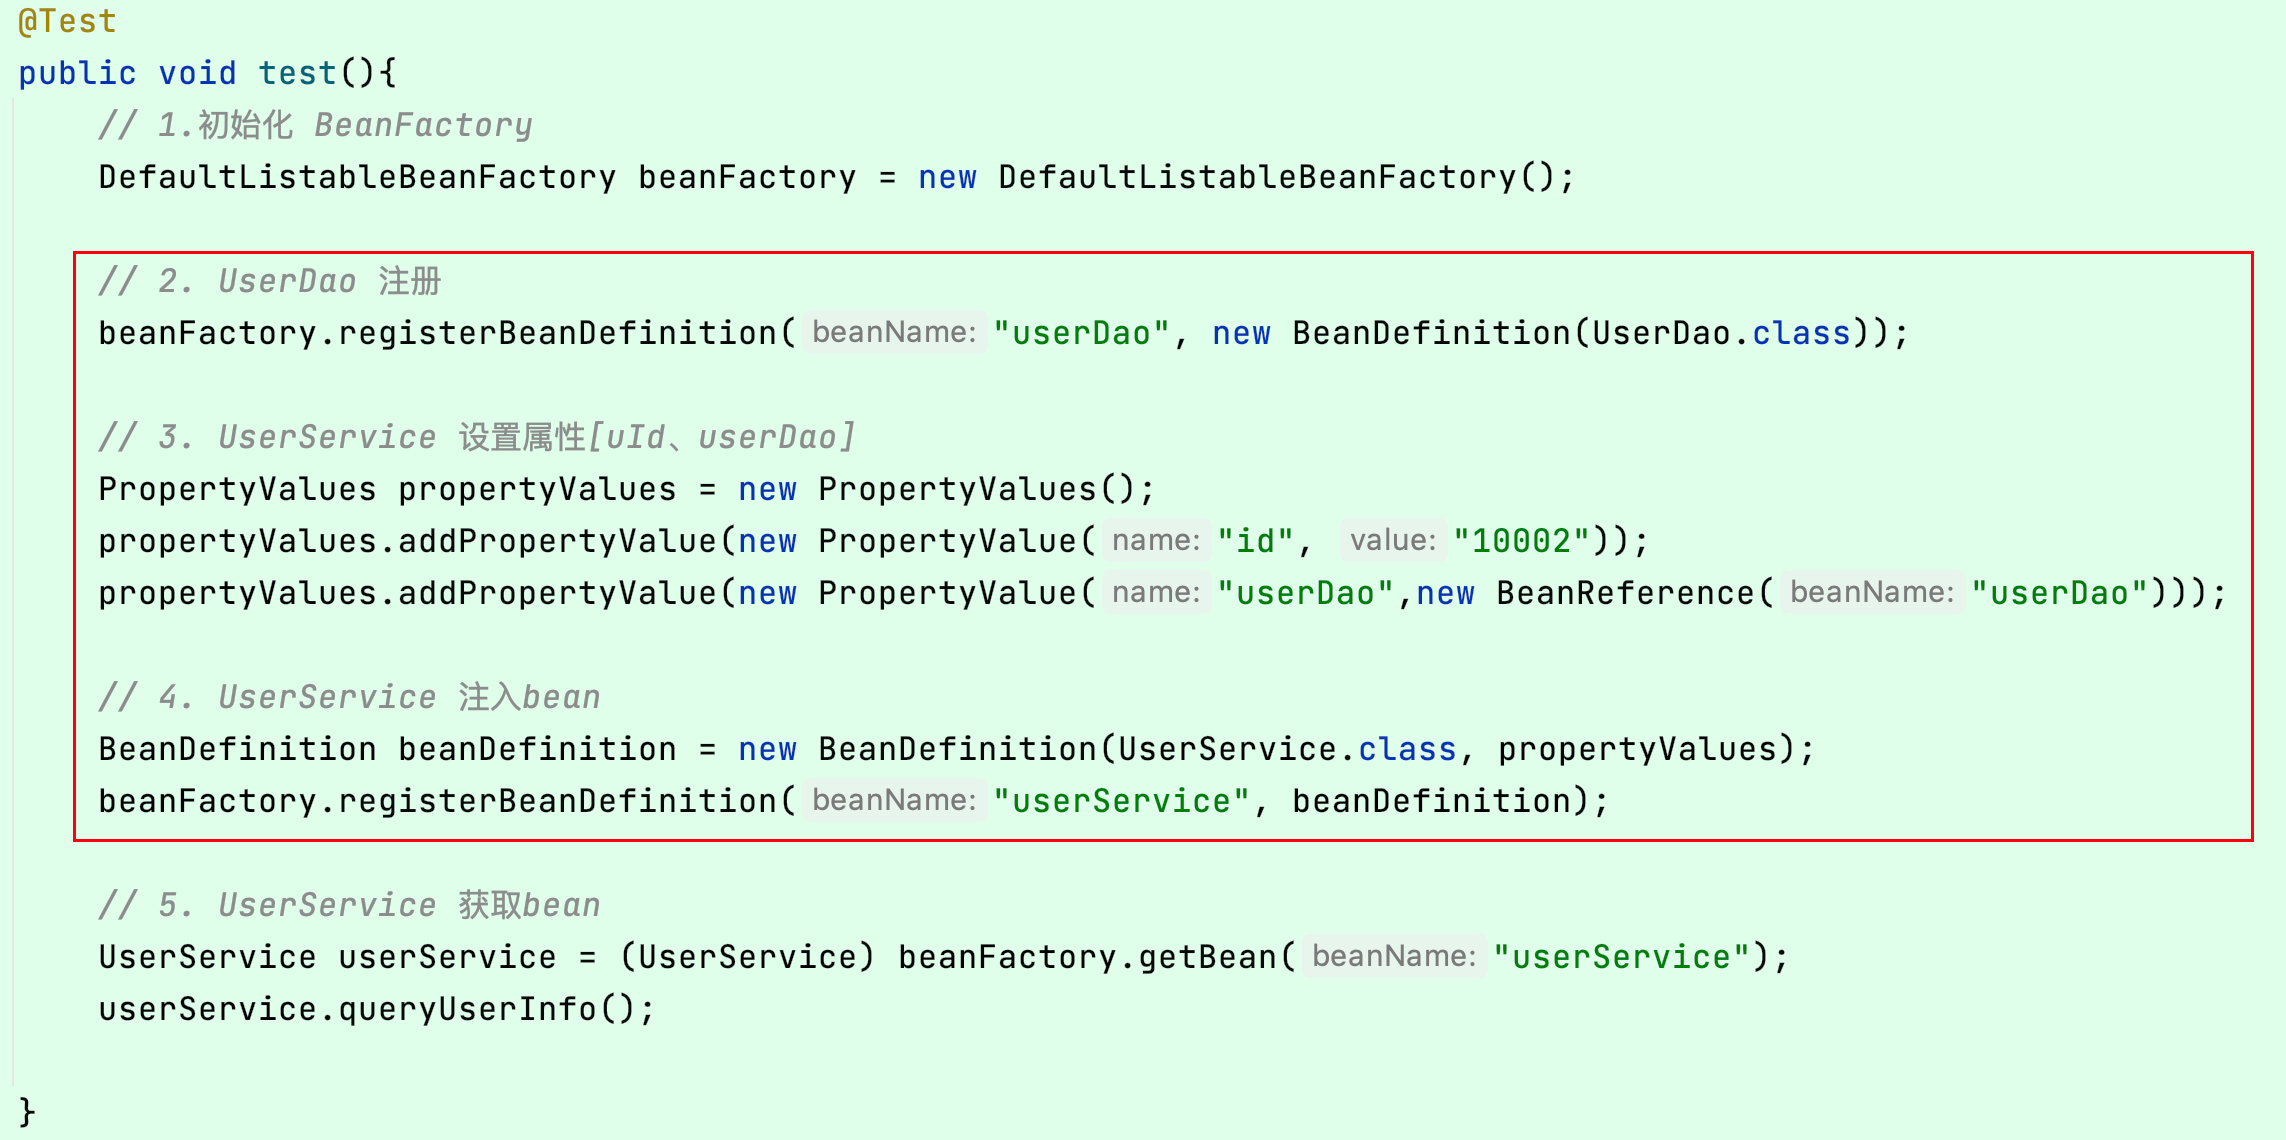 @Test
public void test(){
// 1.初始化 BeanFactory
DefaultListableBeanFactory beanFactory = new DefaultListableBeanFactory();
// 2. UserDao 注册
beanFactory.registerBeanDefinition( beanName: "userDao", new BeanDefinition(UserDao.class));
// 3. UserService 设置属性[uId、userDao]
PropertyValues propertyValues = new PropertyValues();
propertyValues.addPropertyValue(new PropertyValue( name: "id", value: "10002"));
propertyValues.addPropertyValue(new PropertyValue( name: "userDao",new BeanReference( beanName: "userDao")));
// 4. UserService 注入bean
BeanDefinition beanDefinition = new BeanDefinition(UserService.class, propertyValues);
beanFactory.registerBeanDefinition( beanName: "userService", beanDefinition);
// 5. UserService 获取bean
UserService userService = (UserService) beanFactory.getBean( beanName: "userService");
userService.queryUserInfo();
}